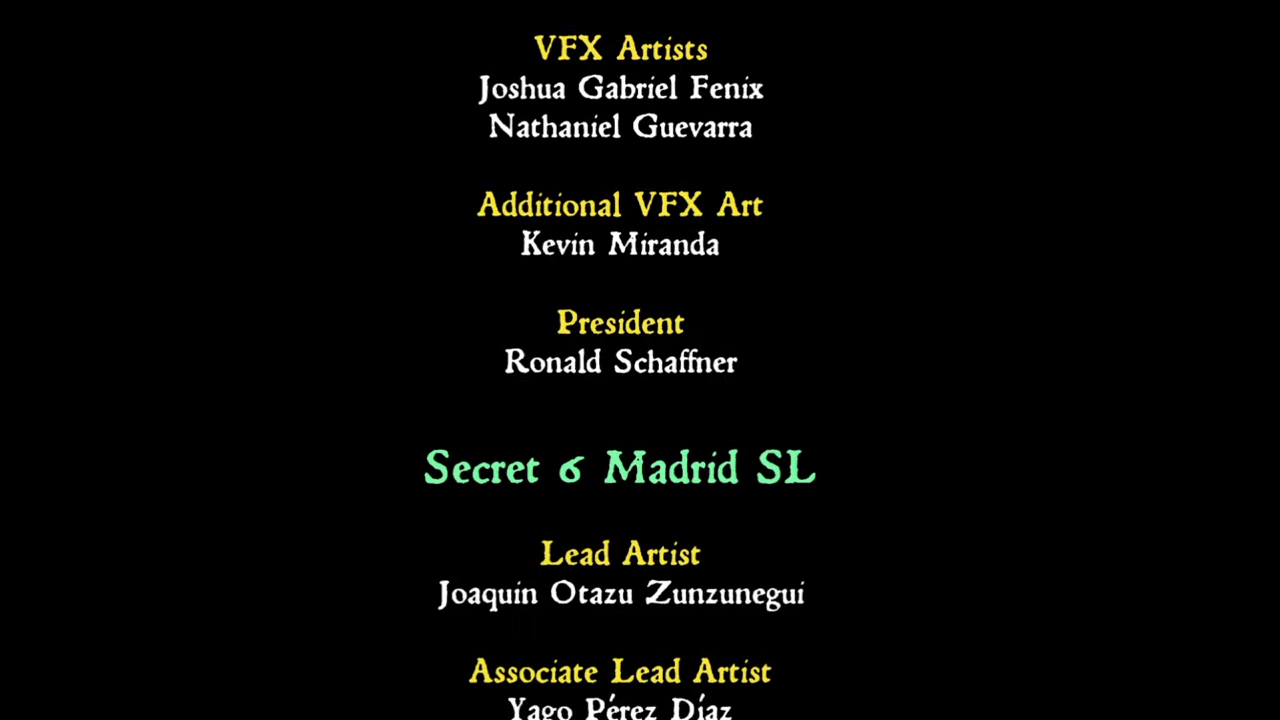 VFX Artists
Joshua Gabriel Fenix
Nathaniel Guevarra
Additional VFX Art
Kevin Miranda
President
Ronald Schaffner
Secret 6 Madrid SL
Lead Artist
Joaquin Otazu Zunzunegui
Associate Lead Artist
Yago Pérez Díaz